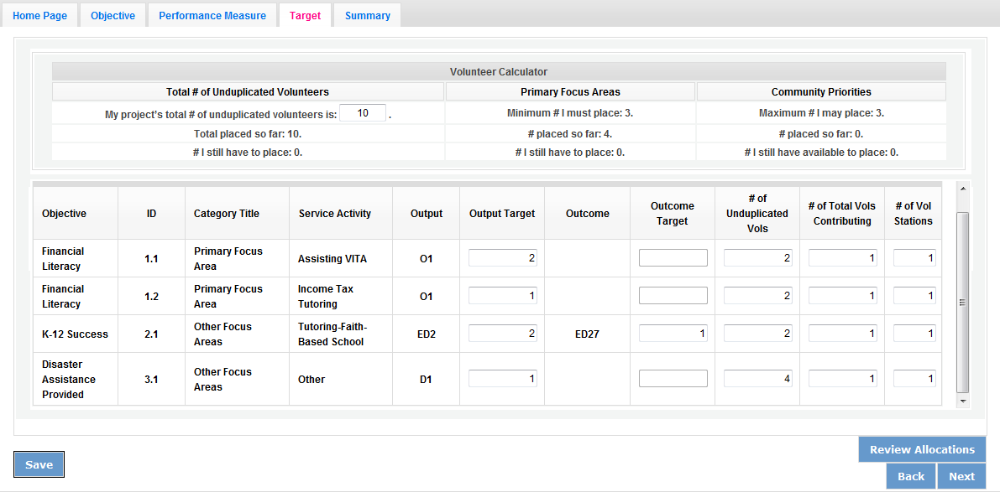 Home Page Objective Performance Measure Target Summary
Volunteer Calculator
Total # of Unduplicated Volunteers Primary Focus Areas Community Priorities
My project's total # of unduplicated volunteers is: 10 . Minimum # I must place: 3. Maximum # I may place: 3.
Total placed so far: 10. # placed so far: 4. # placed so far: 0.
# I still have to place: 0. # I still have to place: 0. # I still have available to place: 0.
Objective ID Category Title Service Activity Output Output Target Outcome Outcome Target # of Unduplicated Vols # of Total Vols Contributing # of Vol Stations
Financial Literacy 1.1 Primary Focus Area Assisting VITA O1 2 2 1 1
Financial Literacy 1.2 Primary Focus Area Income Tax Tutoring O1 1 2 1 1
K-12 Success 2.1 Other Focus Areas Tutoring-Faith-Based School ED2 2 ED27 1 2 1 1
Disaster Assistance Provided 3.1 Other Focus Areas Other D1 1 4 1 1
Review Allocations
Save
Back Next